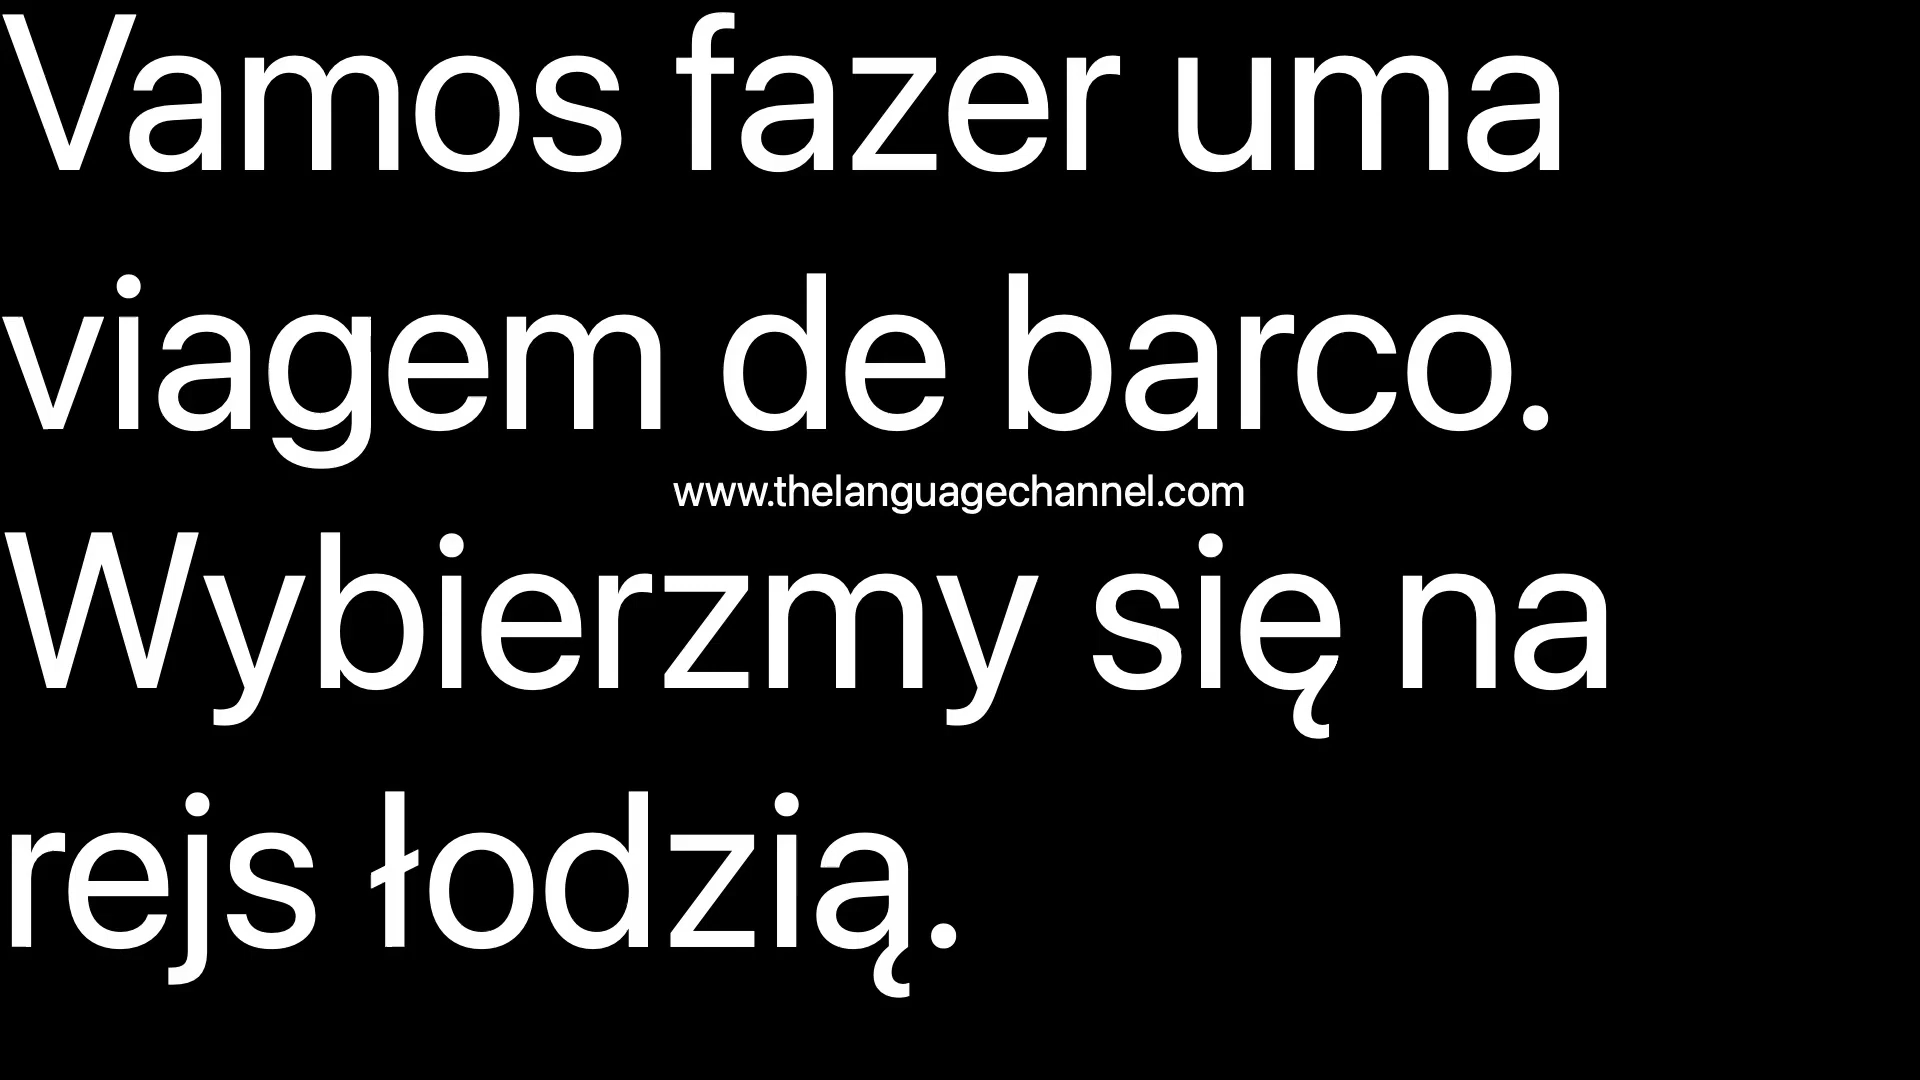 Vamos fazer uma
viagem de barco.
www.thelanguagechannel.com
Wybierzmy się na
rejs łodzią.